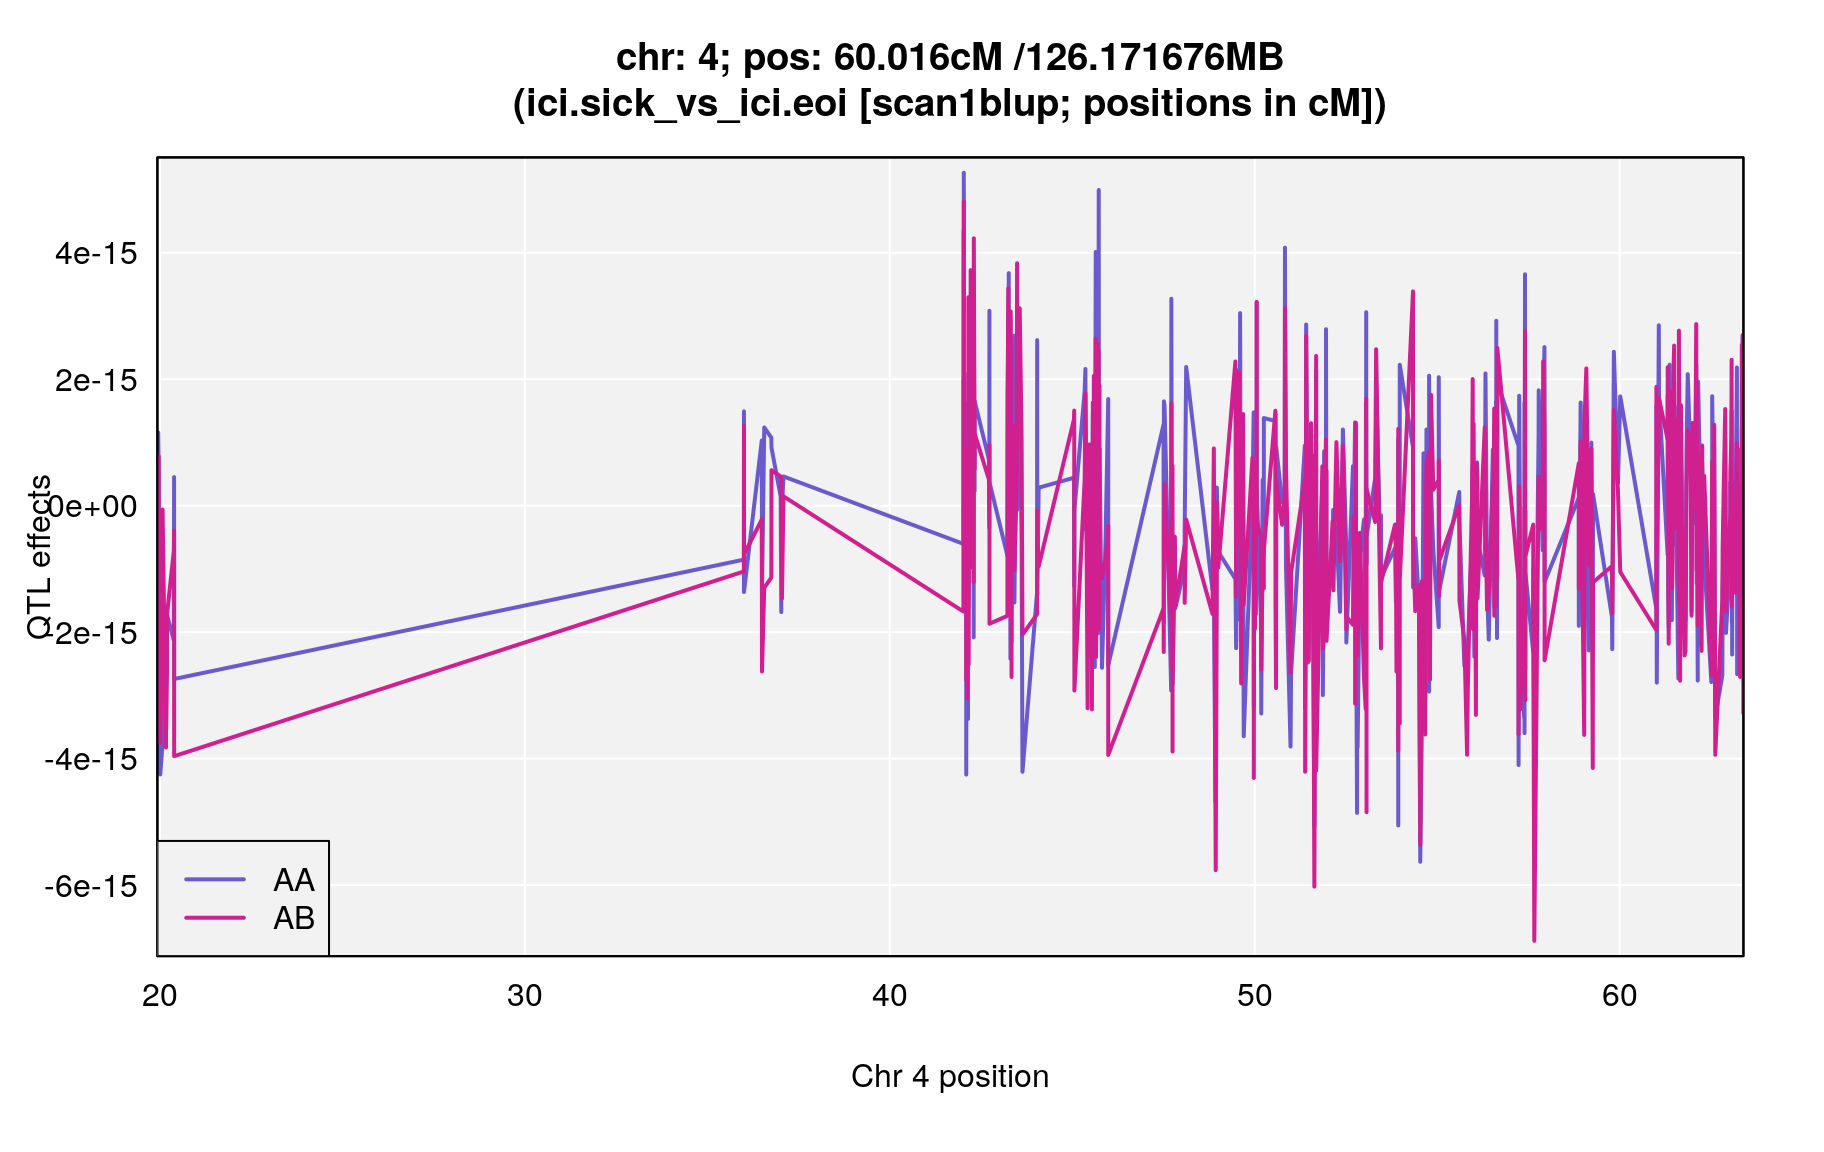 chr: 4; pos: 60.016cM /126.171676MB
(ici.sick_vs_ici.eoi [scan1blup; positions in cM])
QTL effects
4e-15
2e-15
0e+00
-2e-15
-4e-15
-6e-15
AA
AB
20 30 40 50 60
Chr 4 position